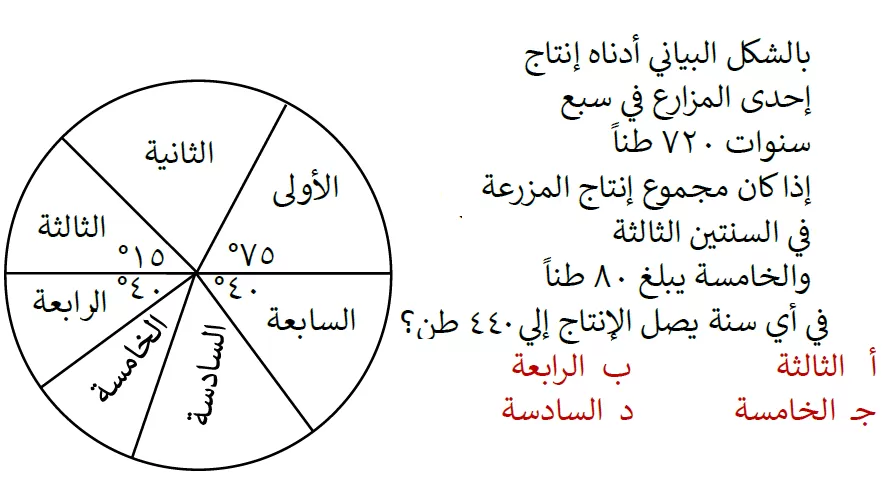 بالشكل البياني أدناه إنتاج
إحدى المزارع في سبع
سنوات ٧٢٠ طناً
إذا كان مجموع إنتاج المزرعة
في السنتين الثالثة
والخامسة يبلغ ٨٠ طناً
في أي سنة يصل الإنتاج إلي ٤٤٠ طن؟
أ الثالثة ب الرابعة
جـ الخامسة د السادسة
الثانية
الأولى
الثالثة
١٥°
٧٥°
الرابعة
٤٠°
٤٠°
السابعة
الخامسة
السادسة